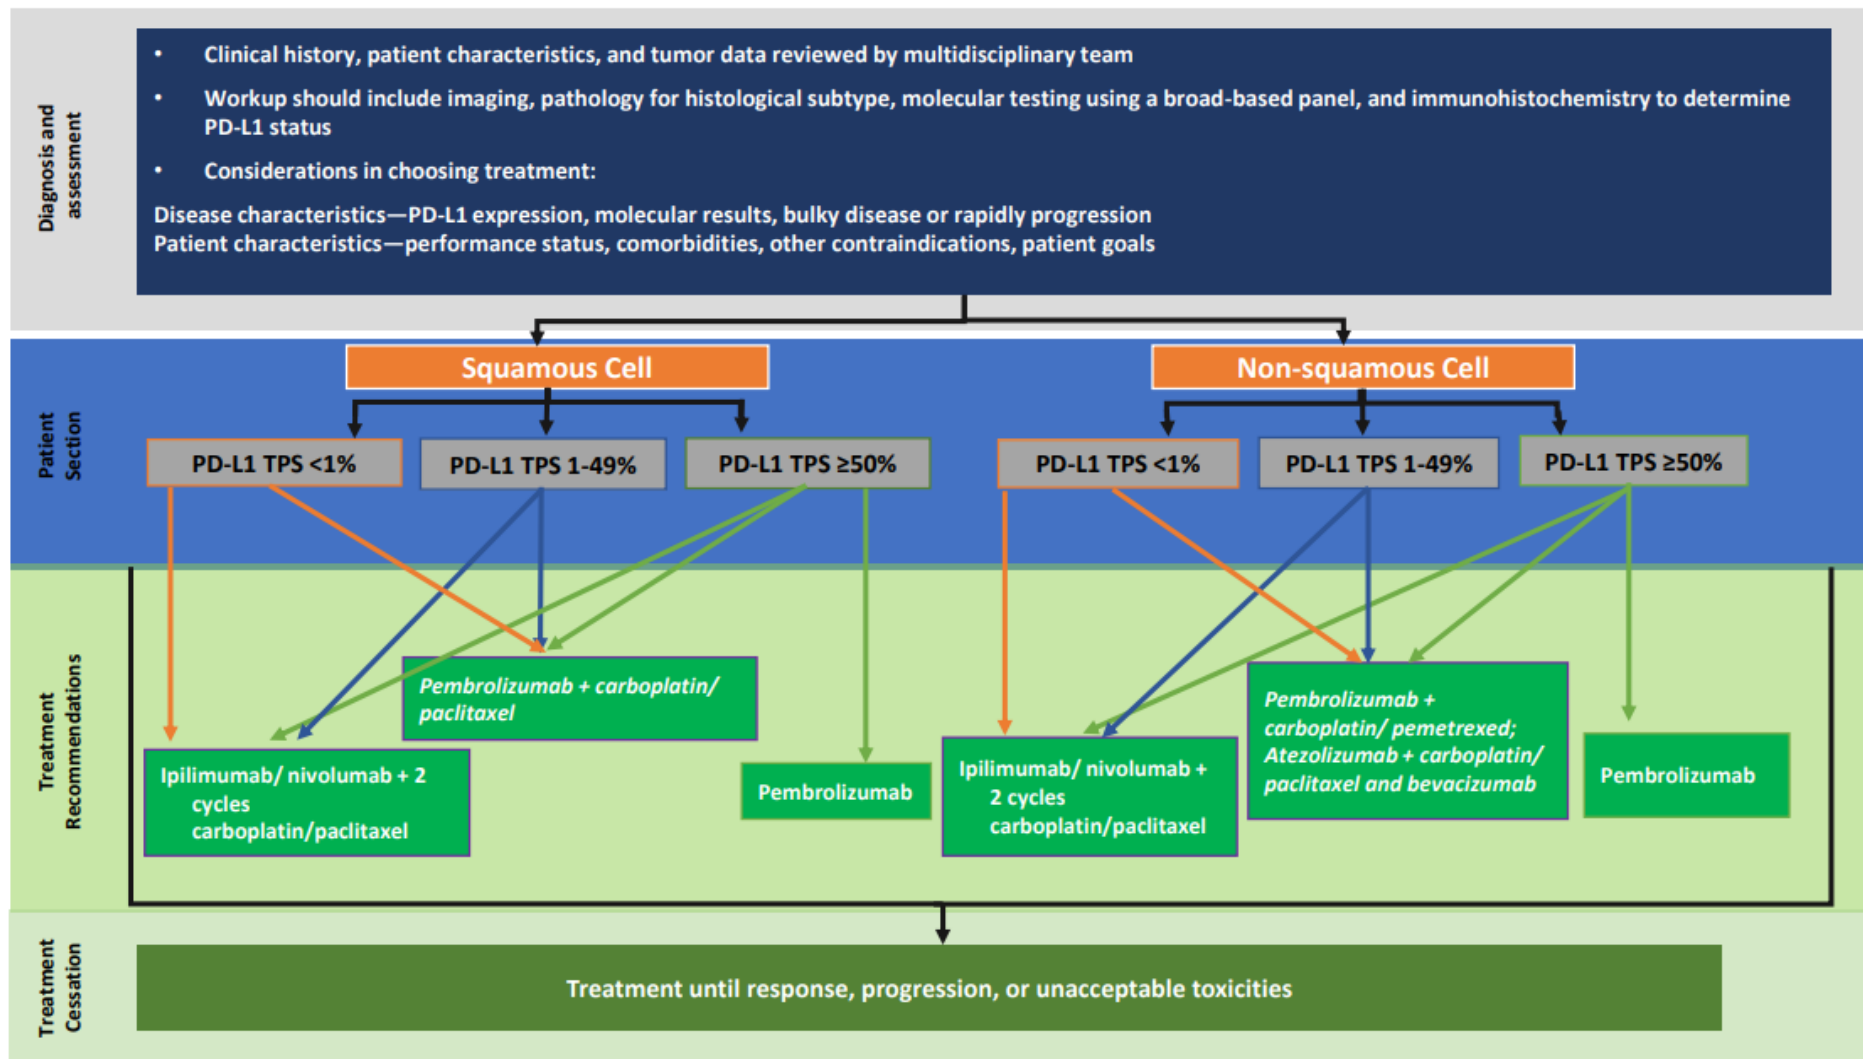 Diagnosis and
assessment
• Clinical history, patient characteristics, and tumor data reviewed by multidisciplinary team
• Workup should include imaging, pathology for histological subtype, molecular testing using a broad-based panel, and immunohistochemistry to determine
PD-L1 status
• Considerations in choosing treatment:
Disease characteristics—PD-L1 expression, molecular results, bulky disease or rapidly progression
Patient characteristics—performance status, comorbidities, other contraindications, patient goals
Patient
Section
Squamous Cell
Non-squamous Cell
PD-L1 TPS <1%
PD-L1 TPS 1-49%
PD-L1 TPS ≥50%
PD-L1 TPS <1%
PD-L1 TPS 1-49%
PD-L1 TPS ≥50%
Treatment
Recommendations
Pembrolizumab + carboplatin/
paclitaxel
Ipilimumab/ nivolumab + 2
cycles
carboplatin/paclitaxel
Pembrolizumab
Ipilimumab/ nivolumab +
2 cycles
carboplatin/paclitaxel
Pembrolizumab +
carboplatin/ pemetrexed;
Atezolizumab + carboplatin/
paclitaxel and bevacizumab
Pembrolizumab
Treatment
Cessation
Treatment until response, progression, or unacceptable toxicities